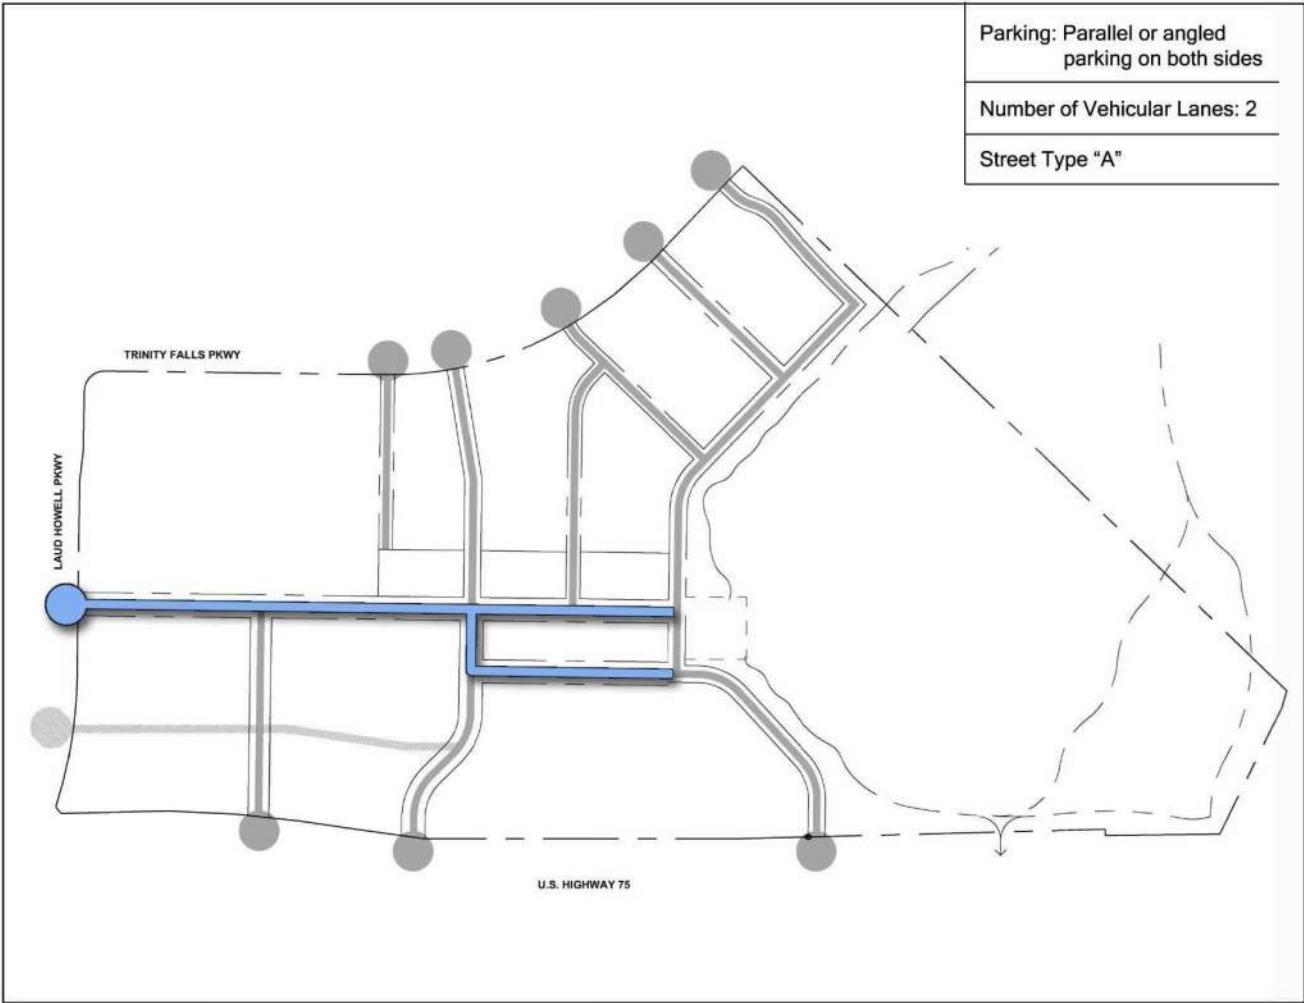 Parking: Parallel or angled
parking on both sides
Number of Vehicular Lanes: 2
Street Type “A”
TRINITY FALLS PKWY
LAUD HOWELL PKWY
U.S. HIGHWAY 75